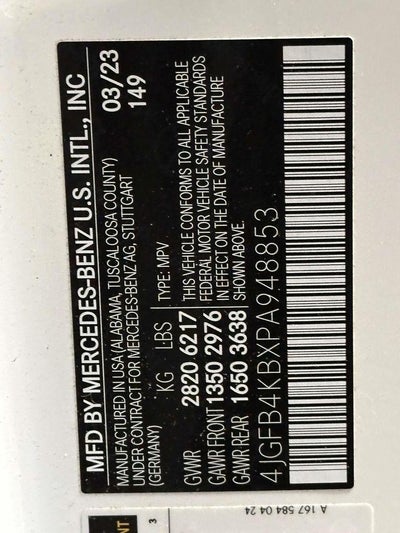 MFD BY MERCEDES-BENZ U.S. INTL., INC
MANUFACTURED IN USA (ALABAMA, TUSCALOOSA COUNTY)
UNDER CONTRACT FOR MERCEDES-BENZ AG, STUTTGART
(GERMANY)
03/23
149
KG LBS TYPE: MPV
GVWR 2820 6217
GAWR FRONT 1350 2976
GAWR REAR 1650 3638
THIS VEHICLE CONFORMS TO ALL APPLICABLE
FEDERAL MOTOR VEHICLE SAFETY STANDARDS
IN EFFECT ON THE DATE OF MANUFACTURE
SHOWN ABOVE.
4JGFB4KBXPA948853
A 167 584 04 24
3